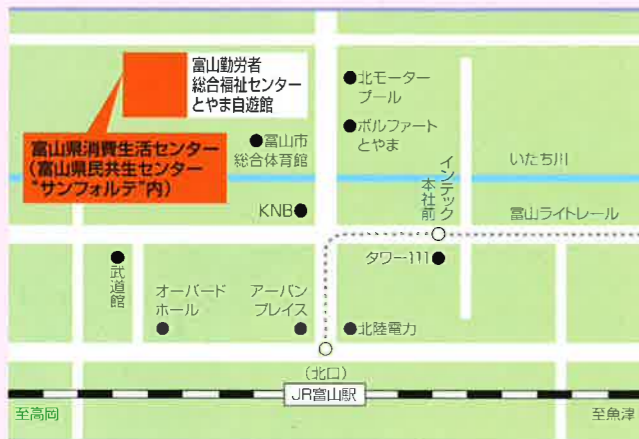 富山勤労者
総合福祉センター
とやま自遊館
富山県消費生活センター
(富山県民共生センター
“サンフォルテ”内)
●北モーター
プール
●ボルファート
とやま
●富山市
総合体育館
インテック
本社前
いたち川
KNB●
富山ライトレール
タワー111●
武道館
オーバード
ホール
アーバン
プレイス
●北陸電力
(北口)
JR富山駅
至高岡
至魚津